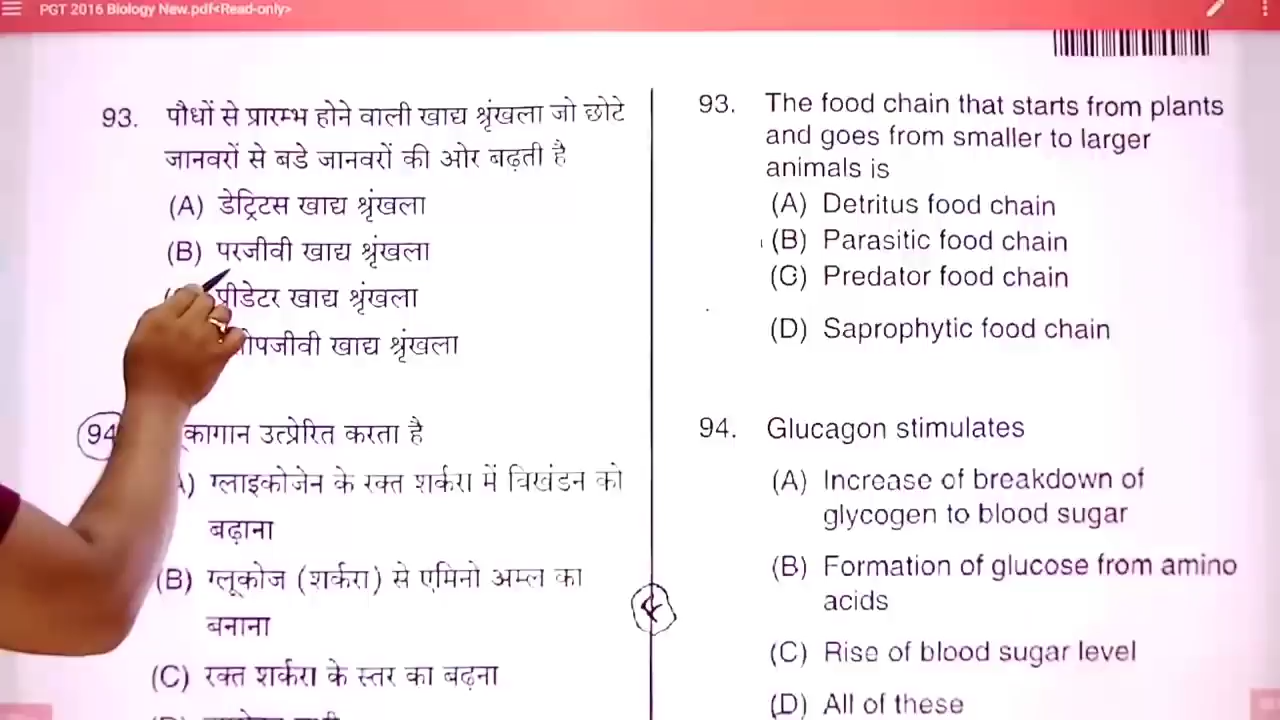 PGT 2016 Biology New.pdf<Read-only>
93. पौधों से प्रारम्भ होने वाली खाद्य श्रृंखला जो छोटे
जानवरों से बडे जानवरों की ओर बढ़ती है
(A) डेट्रिटस खाद्य श्रृंखला
(B) परजीवी खाद्य श्रृंखला
प्रीडेटर खाद्य श्रृंखला
खाद्य श्रृंखला
94
उत्प्रेरित करता है
ग्लाइकोजेन के रक्त शर्करा में विखंडन को
बढ़ाना
(B) ग्लूकोज (शर्करा) से एमिनो अम्ल का
बनाना
(C) रक्त शर्करा के स्तर का बढ़ना
93. The food chain that starts from plants
and goes from smaller to larger
animals is
(A) Detritus food chain
(B) Parasitic food chain
(C) Predator food chain
(D) Saprophytic food chain
94. Glucagon stimulates
(A) Increase of breakdown of
glycogen to blood sugar
(B) Formation of glucose from amino
acids
(C) Rise of blood sugar level
(D) All of these